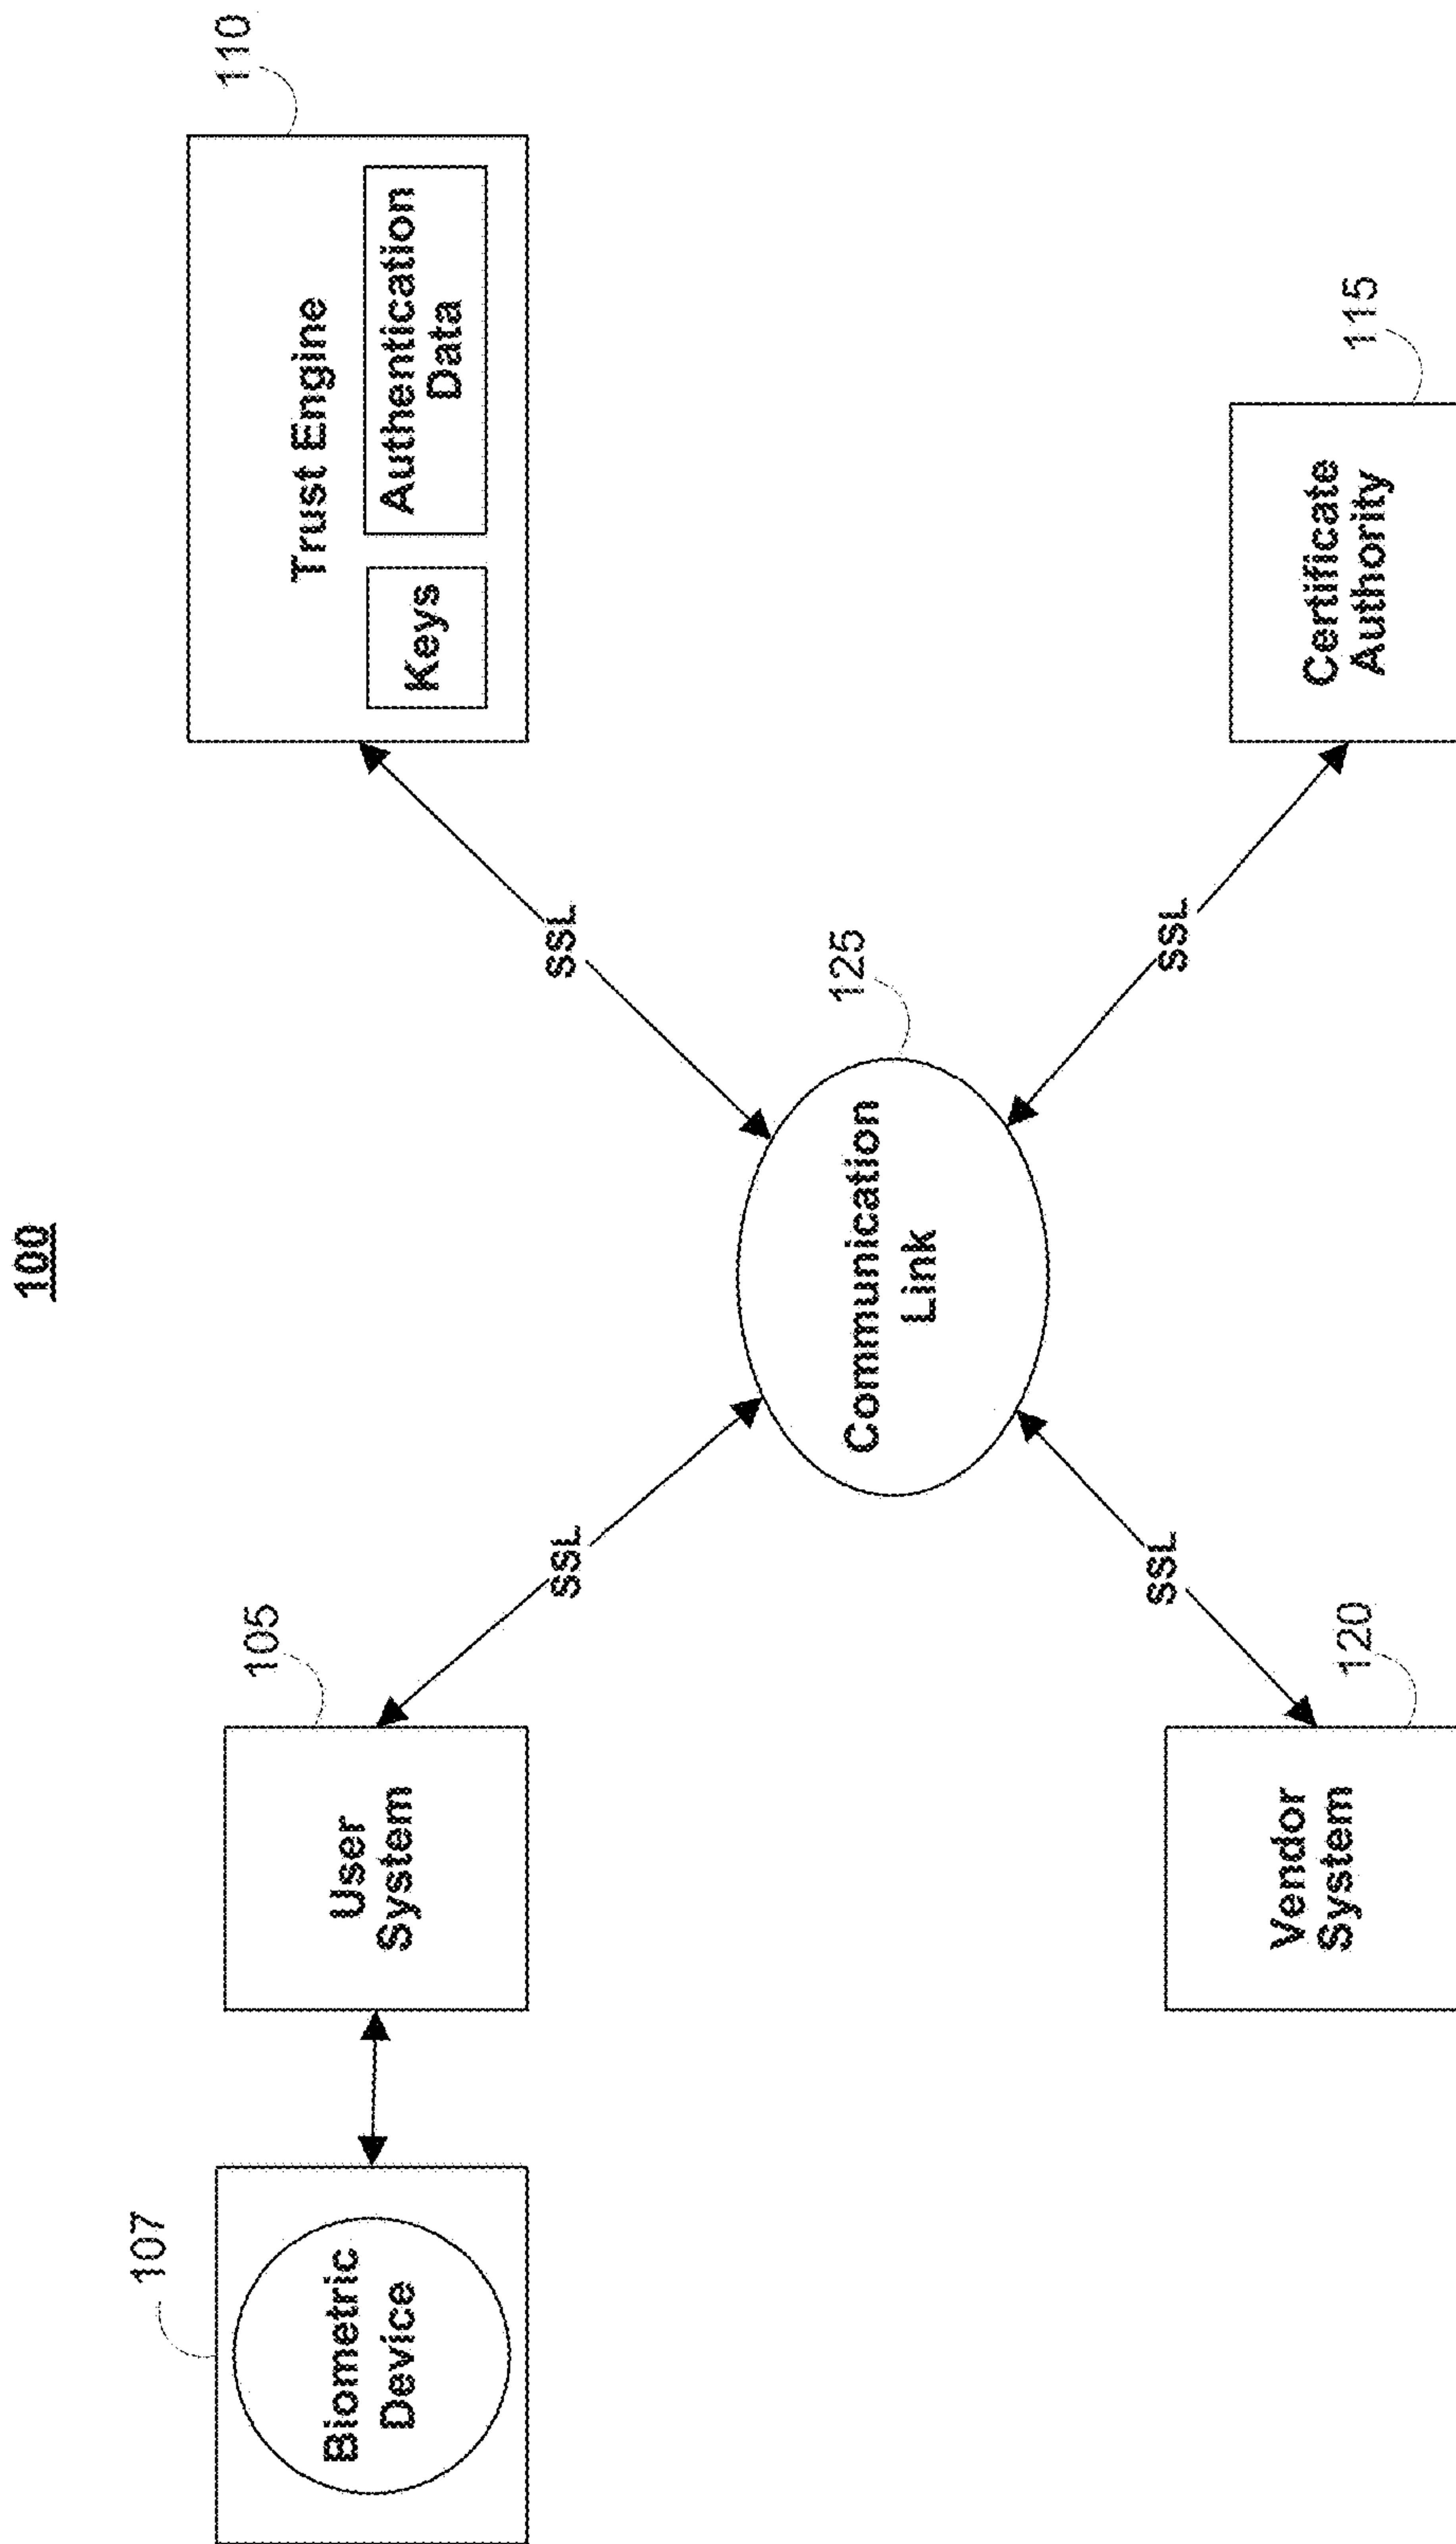 100
107
Biometric
Device
105
User
System
SSL
110
Trust Engine
Keys
Authentication
Data
SSL
125
Communication
Link
120
Vendor
System
SSL
115
Certificate
Authority
SSL